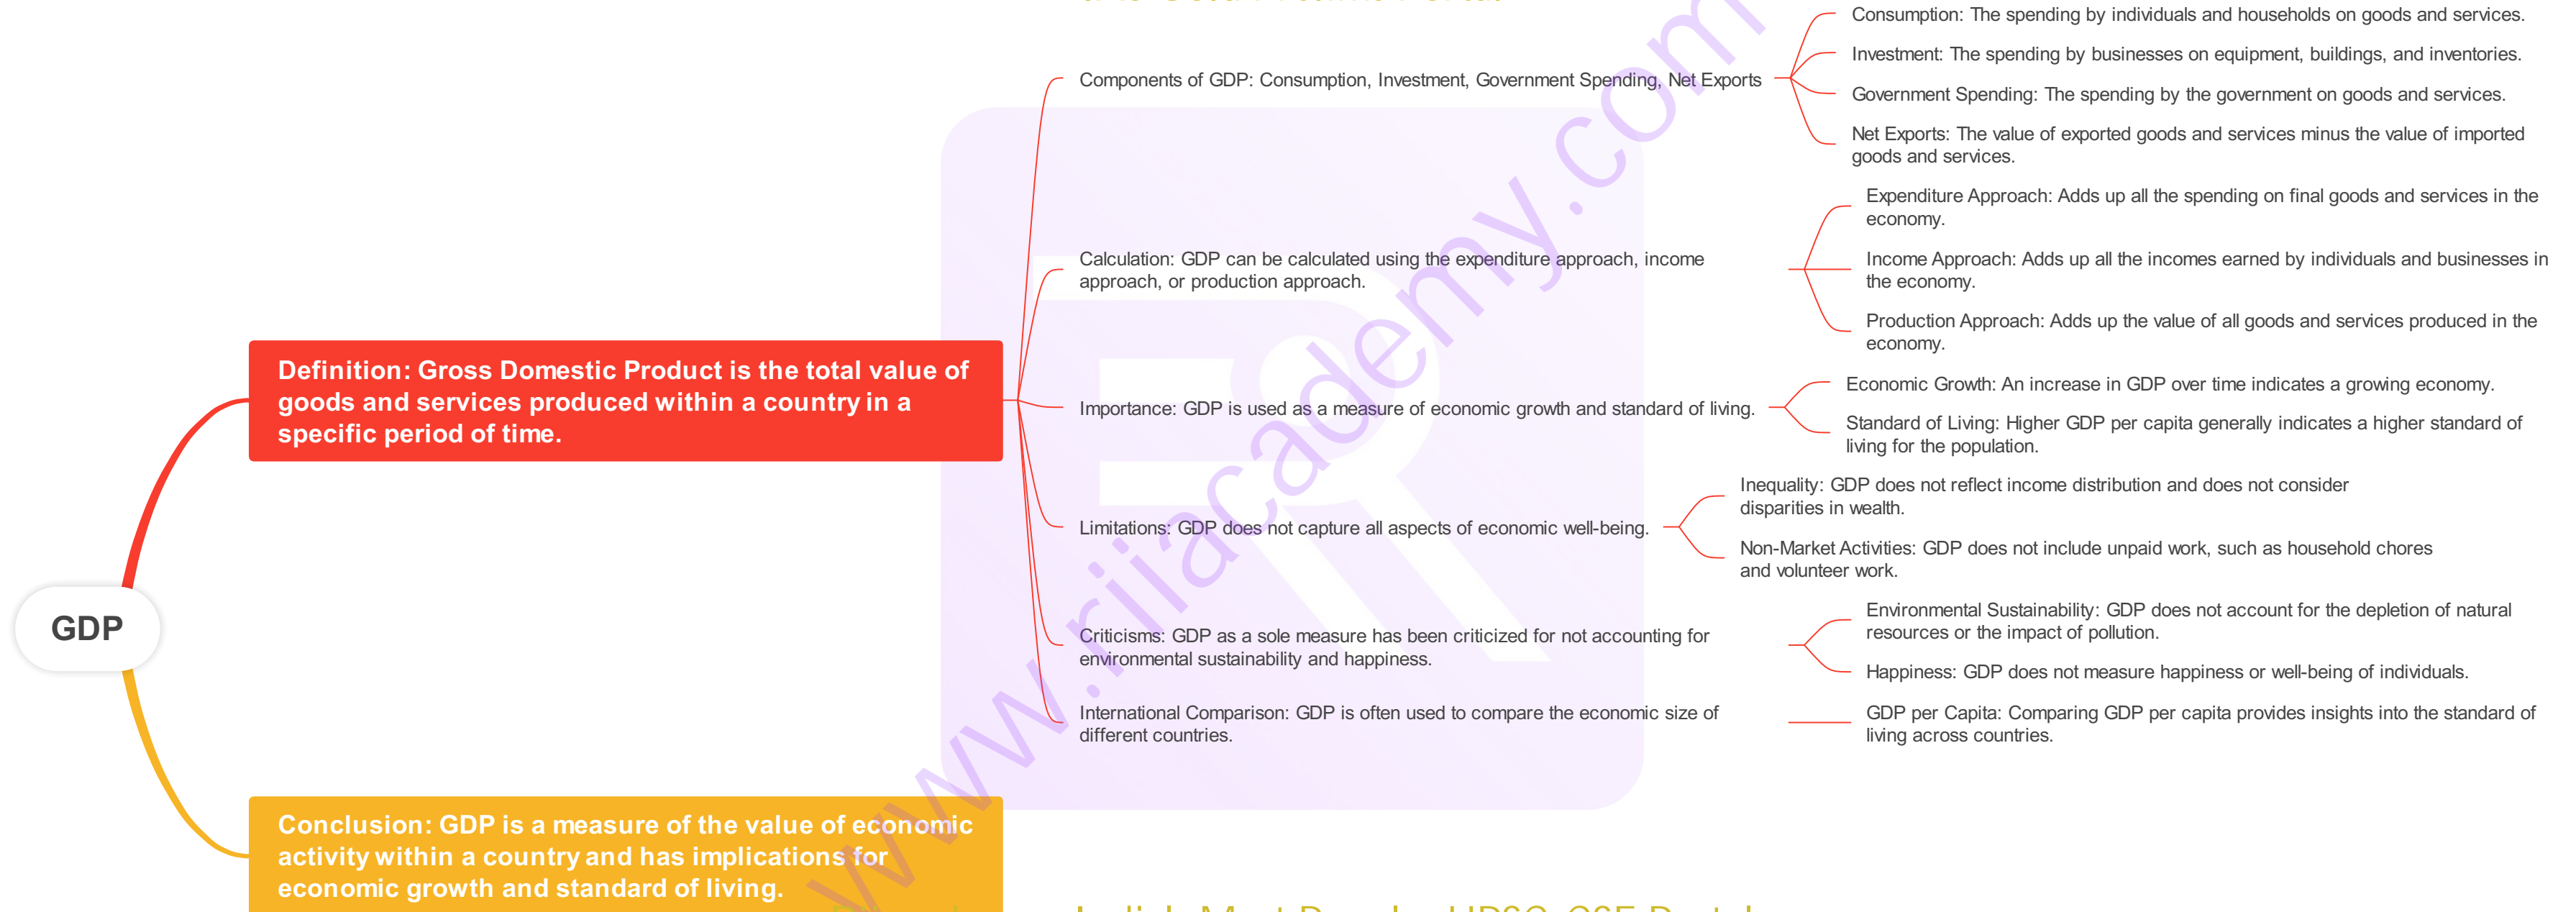 Consumption: The spending by individuals and households on goods and services.
Investment: The spending by businesses on equipment, buildings, and inventories.
Components of GDP: Consumption, Investment, Government Spending, Net Exports
Government Spending: The spending by the government on goods and services.
Net Exports: The value of exported goods and services minus the value of imported
goods and services.
Expenditure Approach: Adds up all the spending on final goods and services in the
economy.
Calculation: GDP can be calculated using the expenditure approach, income
approach, or production approach.
Income Approach: Adds up all the incomes earned by individuals and businesses in
the economy.
Production Approach: Adds up the value of all goods and services produced in the
economy.
Definition: Gross Domestic Product is the total value of
goods and services produced within a country in a
specific period of time.
Importance: GDP is used as a measure of economic growth and standard of living.
Economic Growth: An increase in GDP over time indicates a growing economy.
Standard of Living: Higher GDP per capita generally indicates a higher standard of
living for the population.
Limitations: GDP does not capture all aspects of economic well-being.
Inequality: GDP does not reflect income distribution and does not consider
disparities in wealth.
Non-Market Activities: GDP does not include unpaid work, such as household chores
and volunteer work.
GDP
Criticisms: GDP as a sole measure has been criticized for not accounting for
environmental sustainability and happiness.
Environmental Sustainability: GDP does not account for the depletion of natural
resources or the impact of pollution.
Happiness: GDP does not measure happiness or well-being of individuals.
International Comparison: GDP is often used to compare the economic size of
different countries.
GDP per Capita: Comparing GDP per capita provides insights into the standard of
living across countries.
Conclusion: GDP is a measure of the value of economic
activity within a country and has implications for
economic growth and standard of living.